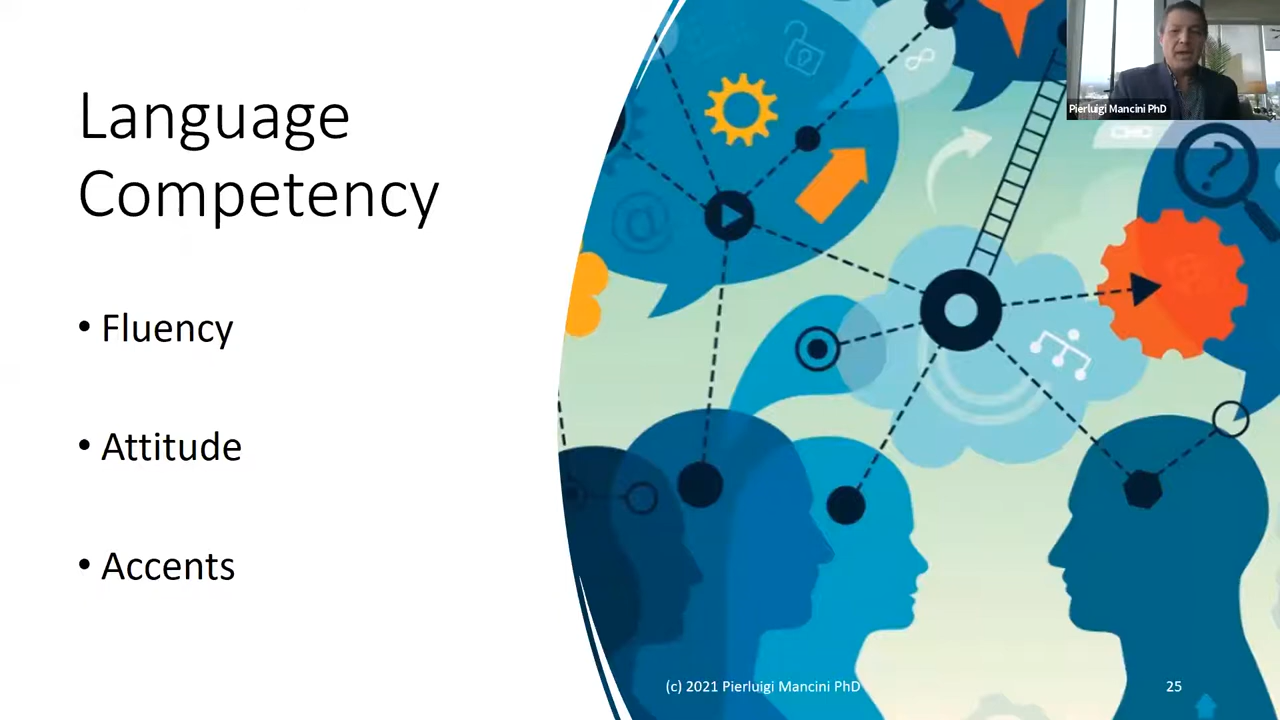 Language
Competency
• Fluency
• Attitude
• Accents
Pierluigi Mancini PhD
(c) 2021 Pierluigi Mancini PhD
25